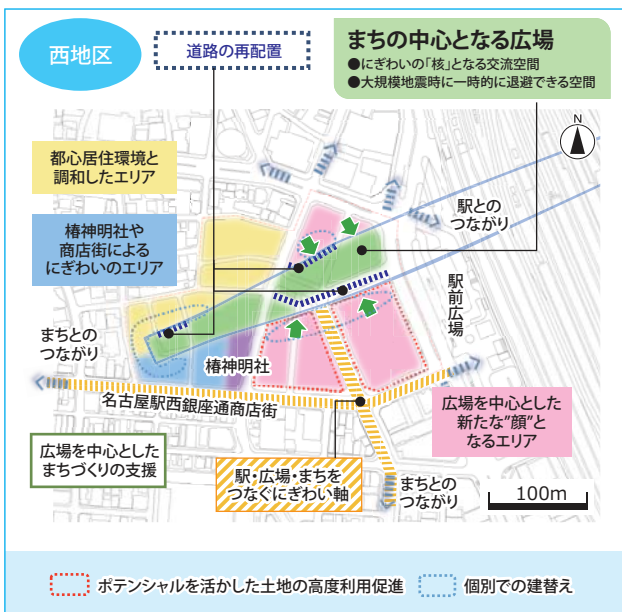 西地区
道路の再配置
まちの中心となる広場
●にぎわいの「核」となる交流空間
●大規模地震時に一時的に退避できる空間
N
都心居住環境と
調和したエリア
椿神明社や
商店街による
にぎわいのエリア
駅との
つながり
駅前広場
まちとの
つながり
椿神明社
名古屋駅西銀座通商店街
広場を中心とした
新たな”顔”と
なるエリア
広場を中心とした
まちづくりの支援
駅・広場・まちを
つなぐにぎわい軸
まちとの
つながり
100m
ポテンシャルを活かした土地の高度利用促進
個別での建替え